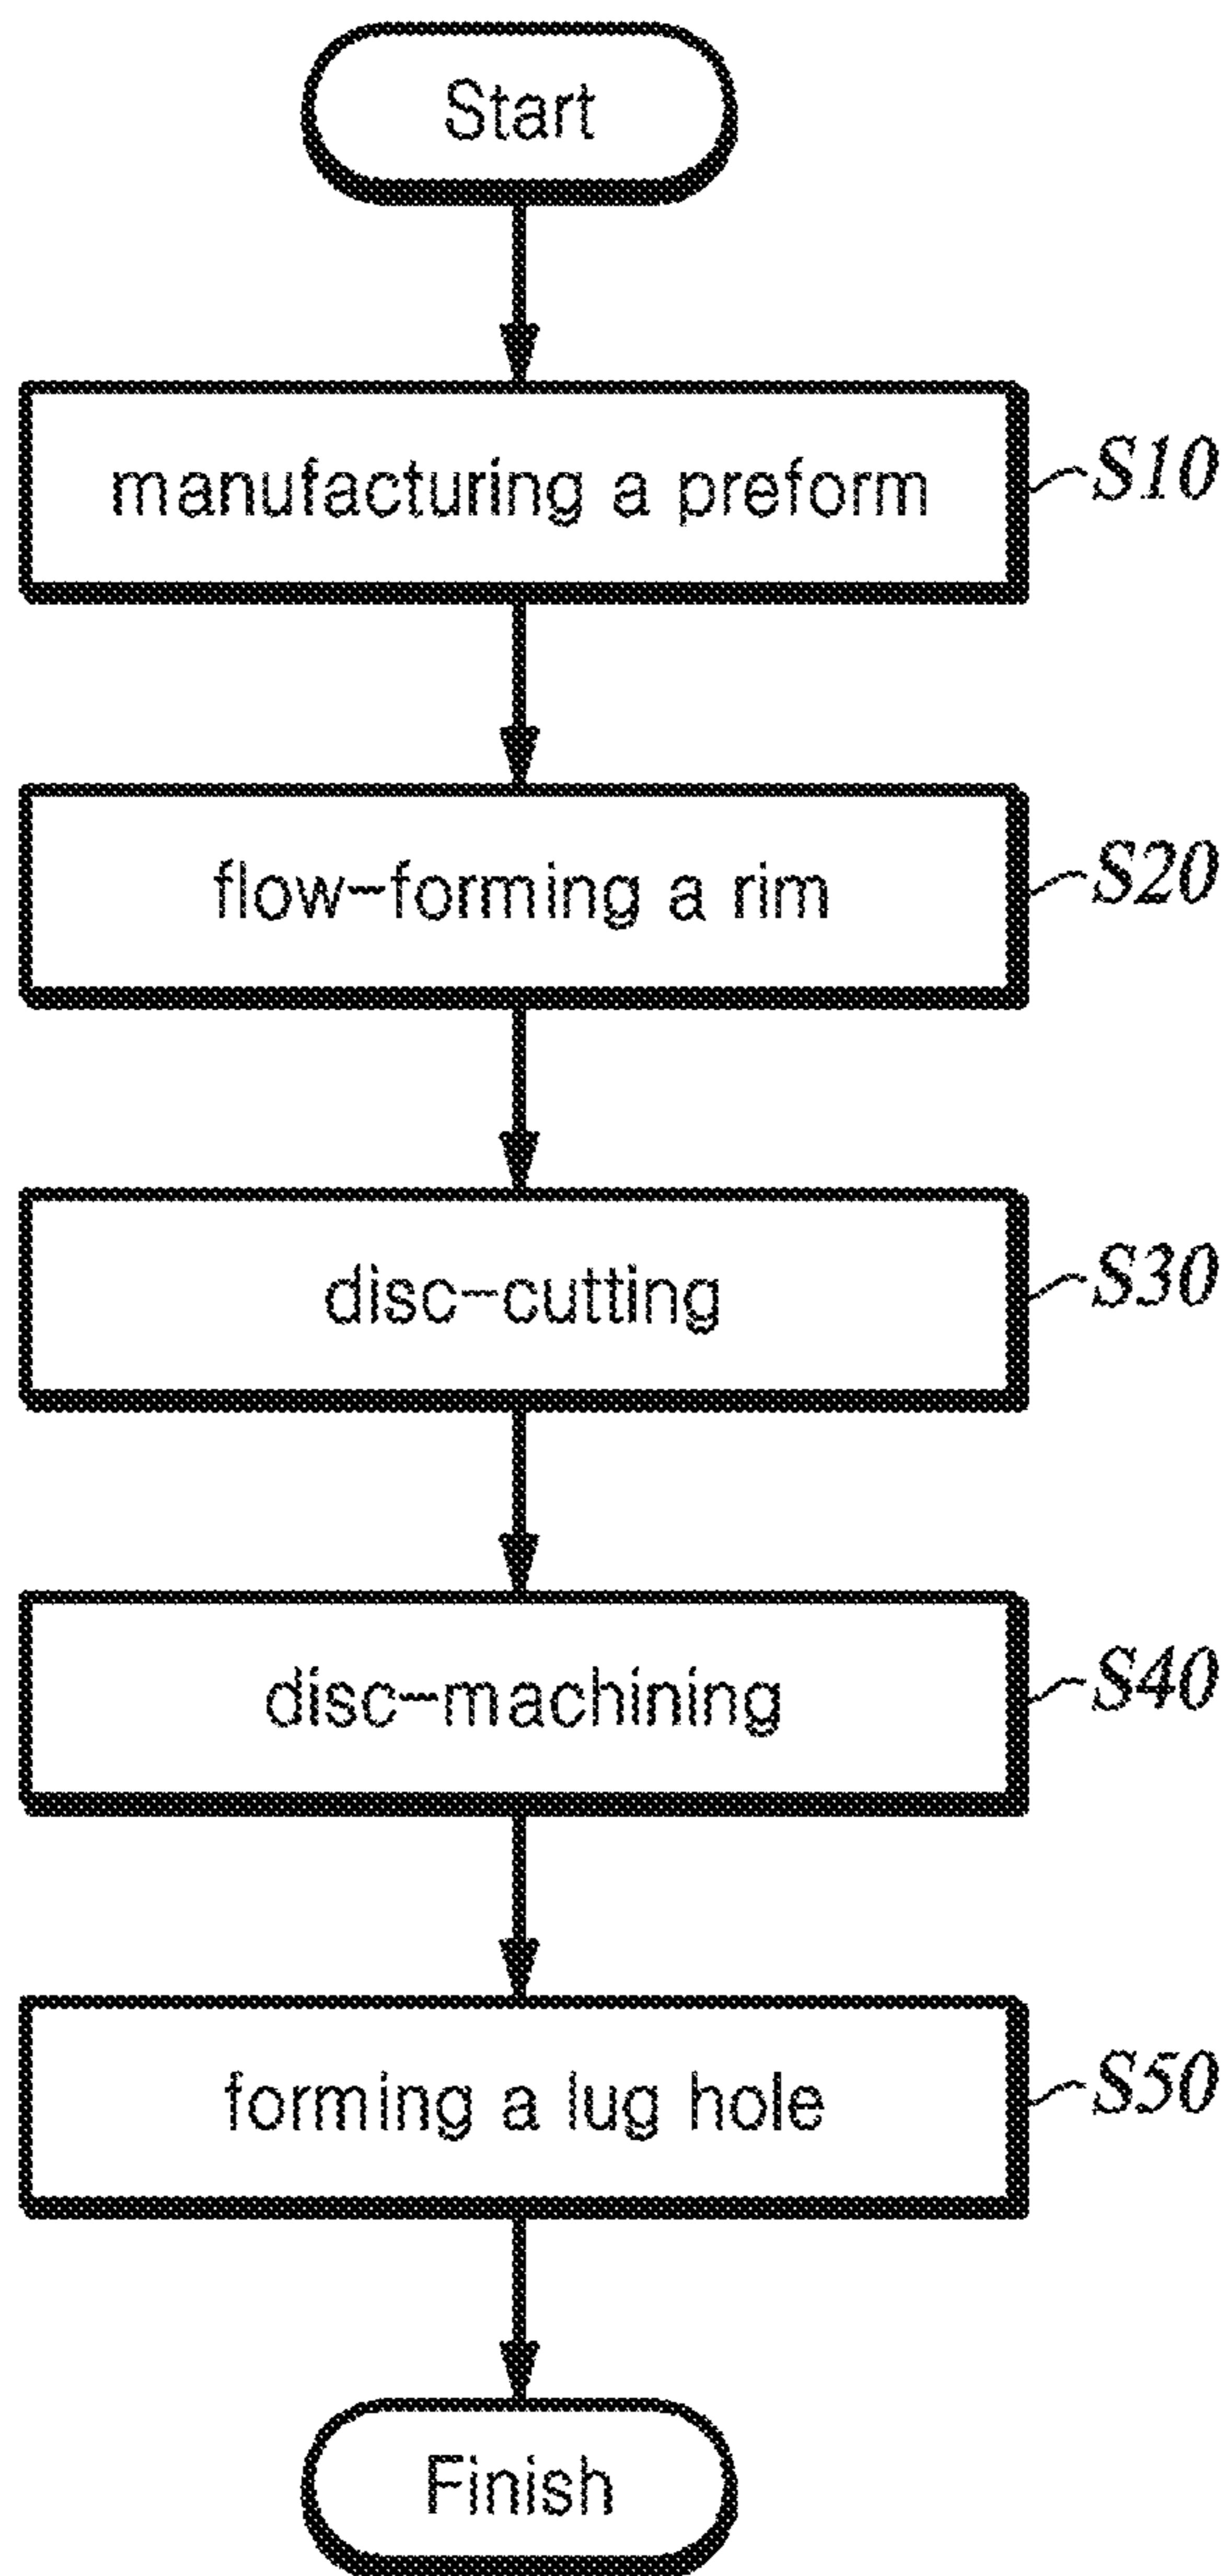 Start
manufacturing a preform
S10
flow-forming a rim
S20
disc-cutting
S30
disc-machining
S40
forming a lug hole
S50
Finish